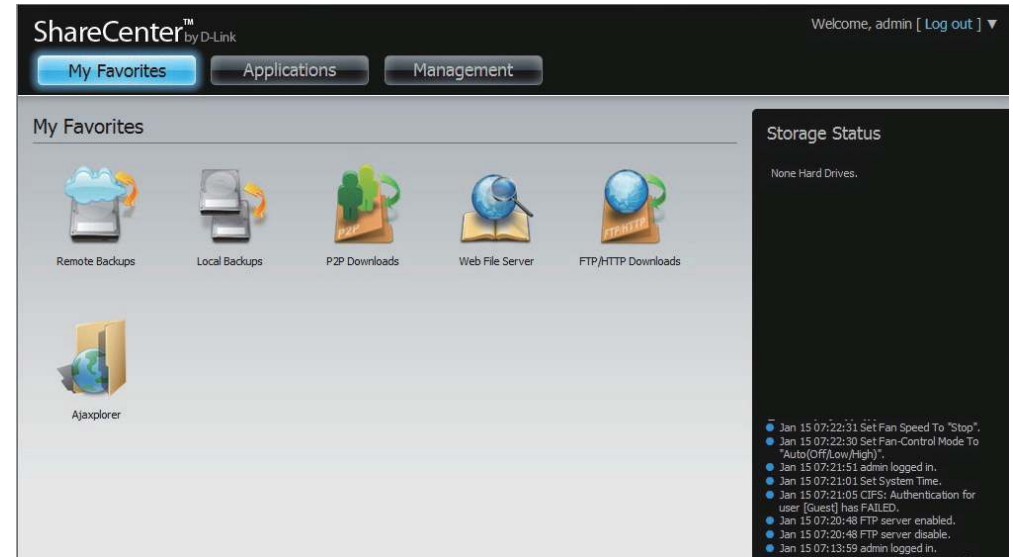 ShareCenter™ by D-Link
Welcome, admin [ Log out ] ▼
My Favorites
Applications
Management
My Favorites
Remote Backups
Local Backups
P2P
P2P Downloads
Web File Server
FTP/HTTP
FTP/HTTP Downloads
Ajaxplorer
Storage Status
None Hard Drives.
Jan 15 07:22:31 Set Fan Speed To "Stop".
Jan 15 07:22:30 Set Fan-Control Mode To
"Auto(Off/Low/High)".
Jan 15 07:21:51 admin logged in.
Jan 15 07:21:01 Set System Time.
Jan 15 07:21:05 CIFS: Authentication for
user [Guest] has FAILED.
Jan 15 07:20:48 FTP server enabled.
Jan 15 07:20:48 FTP server disable.
Jan 15 07:13:59 admin logged in.